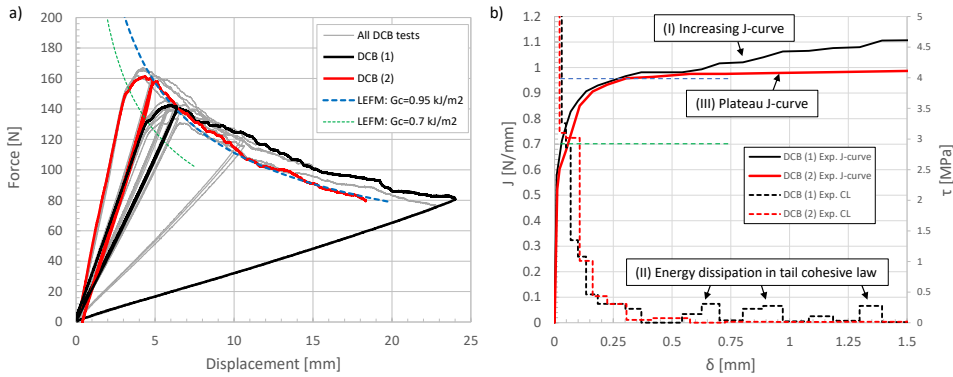 a)
200
180
160
140
120
100
80
60
40
20
0
Force [N]
0
5
10
15
20
25
Displacement [mm]
All DCB tests
DCB (1)
DCB (2)
LEFM: Gc=0.95 kJ/m2
LEFM: Gc=0.7 kJ/m2
b)
1.2
1.1
1
0.9
0.8
0.7
0.6
0.5
0.4
0.3
0.2
0.1
0
J [N/mm]
0
0.25
0.5
0.75
1
1.25
1.5
δ [mm]
5
4.5
4
3.5
3
2.5
2
1.5
1
0.5
0
τ [MPa]
(I) Increasing J-curve
(III) Plateau J-curve
DCB (1) Exp. J-curve
DCB (2) Exp. J-curve
DCB (1) Exp. CL
DCB (2) Exp. CL
(II) Energy dissipation in tail cohesive law